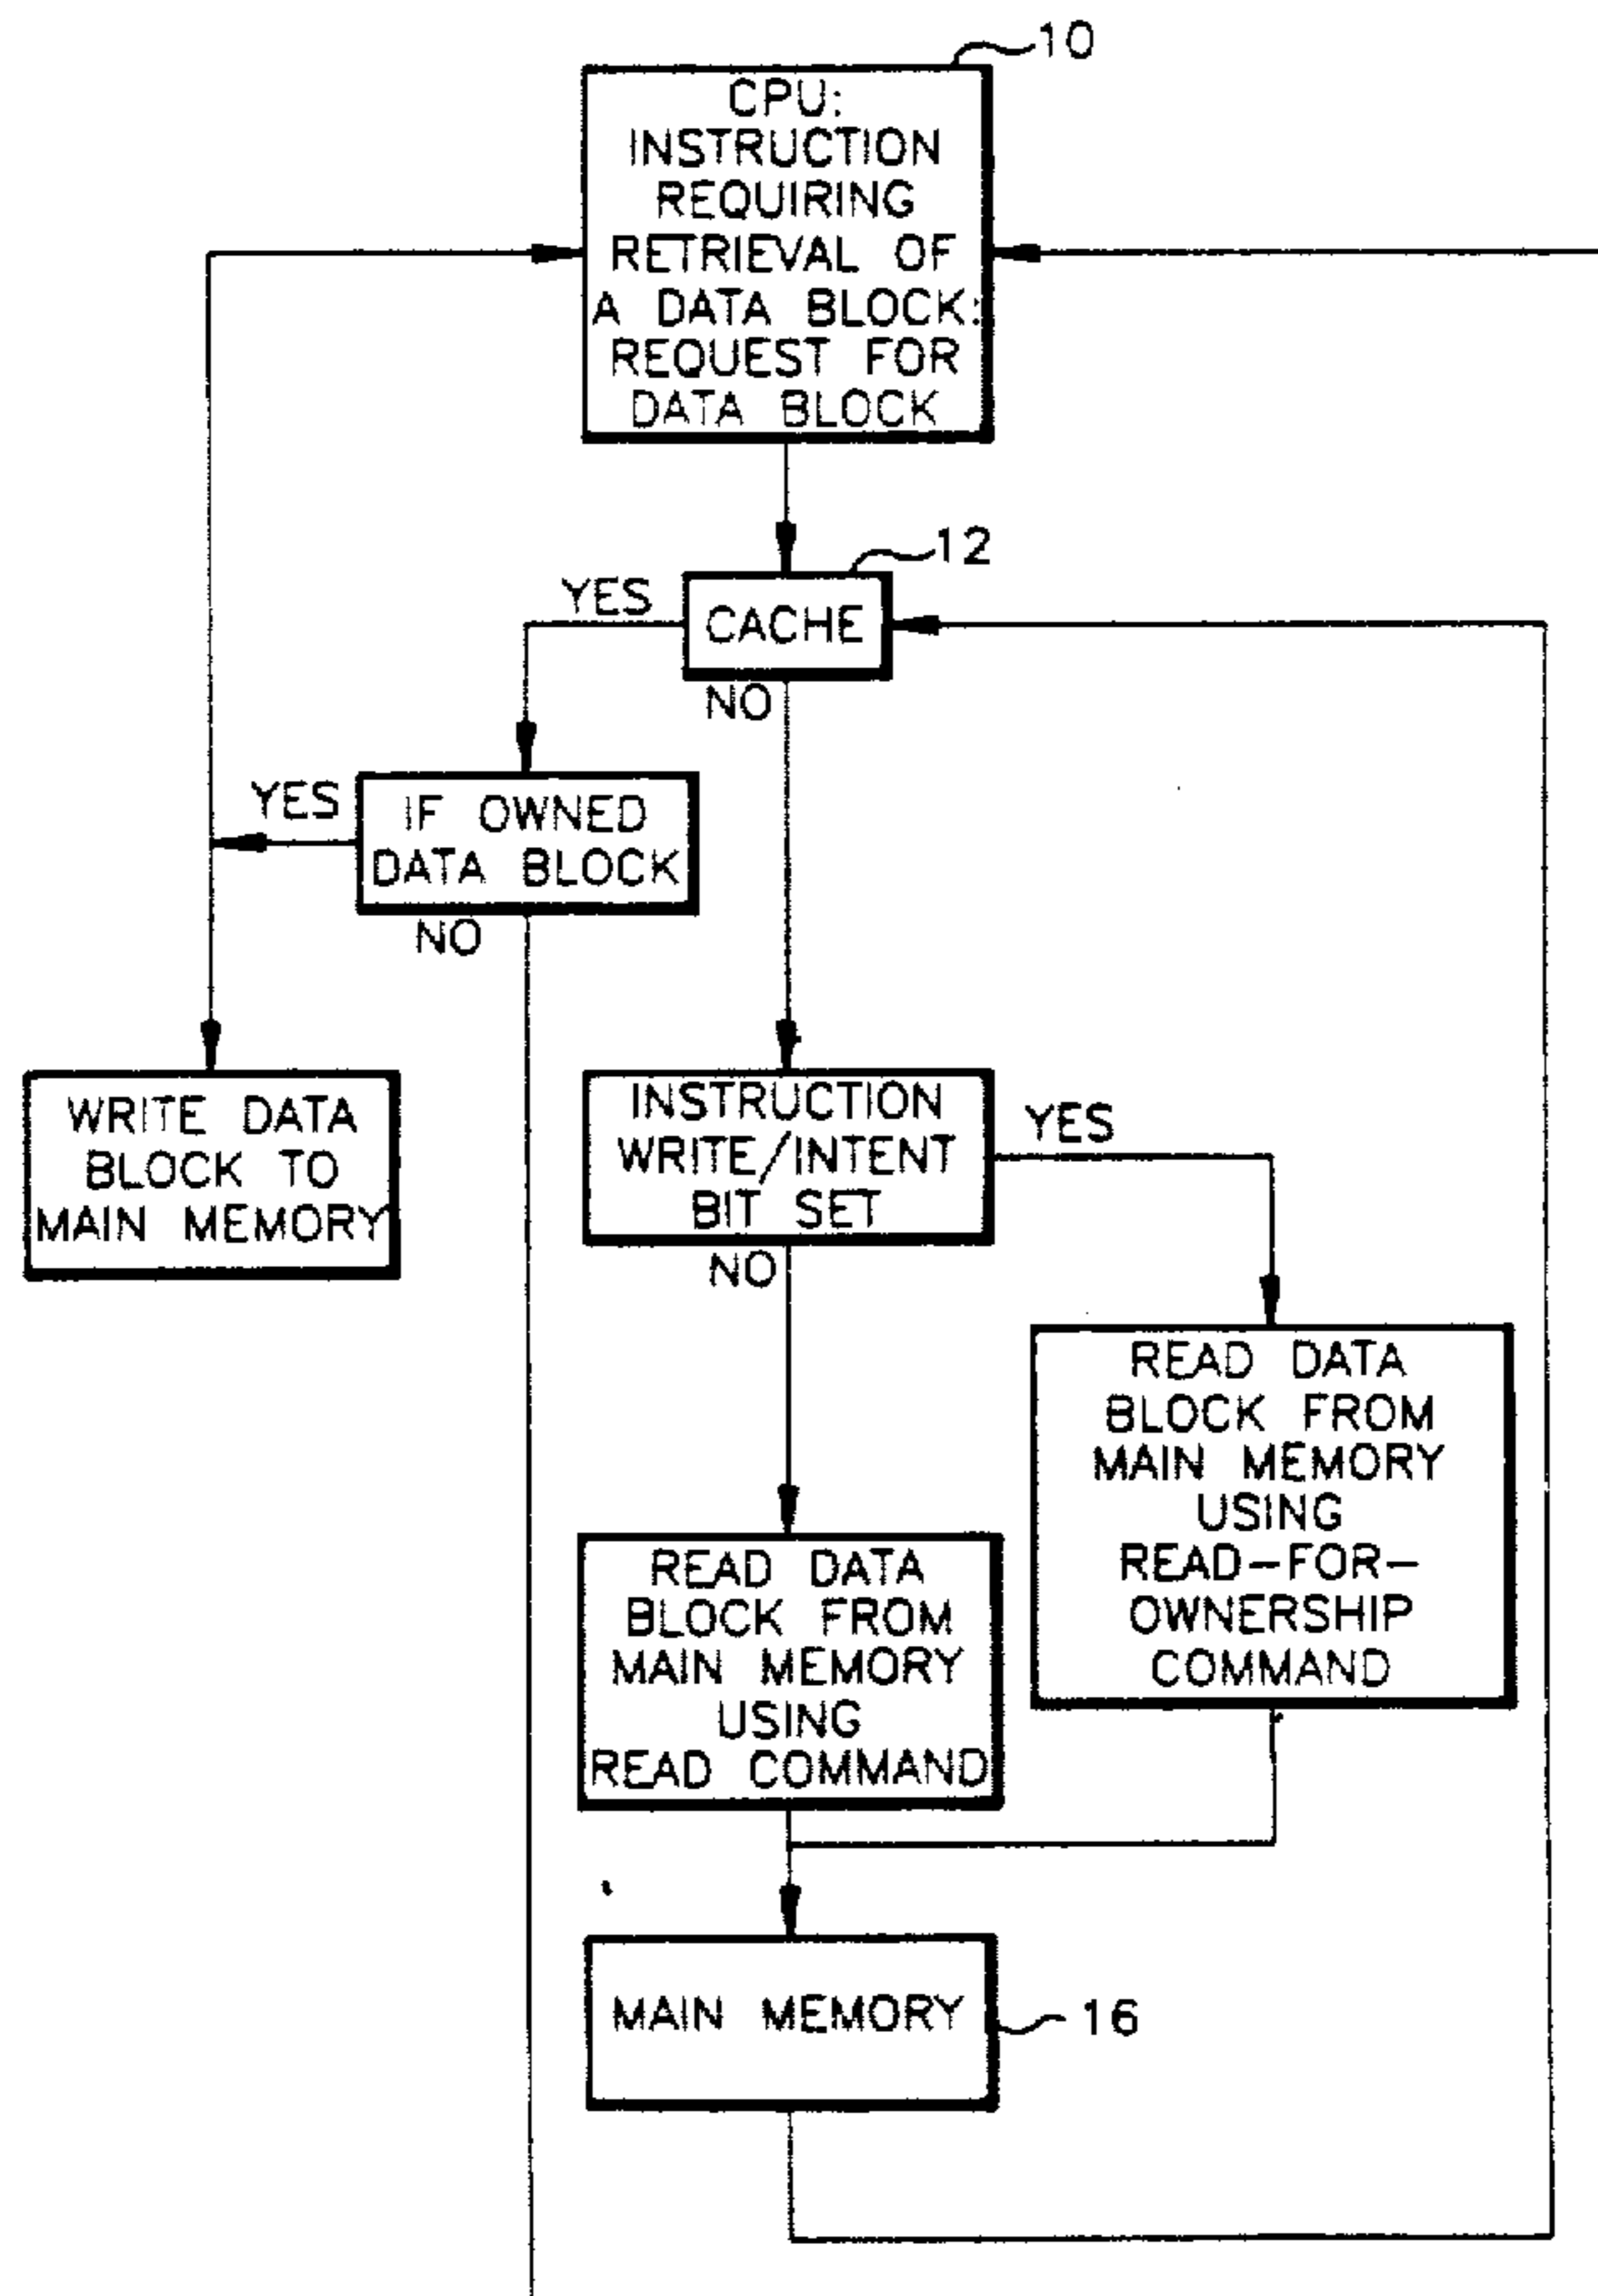 10
CPU:
INSTRUCTION
REQUIRING
RETRIEVAL OF
A DATA BLOCK:
REQUEST FOR
DATA BLOCK
12
YES
CACHE
NO
YES
IF OWNED
DATA BLOCK
NO
WRITE DATA
BLOCK TO
MAIN MEMORY
INSTRUCTION
WRITE/INTENT
BIT SET
YES
NO
READ DATA
BLOCK FROM
MAIN MEMORY
USING
READ-FOR-
OWNERSHIP
COMMAND
READ DATA
BLOCK FROM
MAIN MEMORY
USING
READ COMMAND
MAIN MEMORY
16